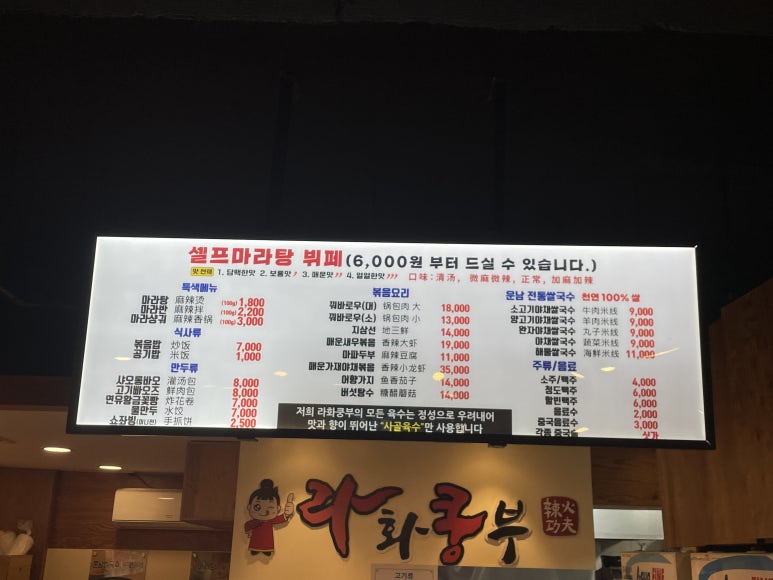 셀프마라탕 뷔페(6,000원 부터 드실 수 있습니다.)
맛 선택 1. 담백한맛 2. 보통맛 3. 매운맛 4. 얼얼한맛 口味:清汤, 微麻微辣, 正常, 加麻加辣
특색메뉴
마라탕 麻辣烫 (100g) 1,800
마라반 麻辣拌 (100g) 2,200
마라샹궈 麻辣香锅 (100g) 3,000
식사류
볶음밥 炒饭 7,000
공기밥 米饭 1,000
만두류
샤오롱바오 灌汤包 8,000
고기빠오즈 鲜肉包 8,000
연유황금꽃빵 炸花卷 7,000
물만두 水饺 7,000
쇼좌빙(미니전) 手抓饼 2,500
볶음요리
꿔바로우(대) 锅包肉 大 18,000
꿔바로우(소) 锅包肉 小 13,000
지삼선 地三鲜 14,000
매운새우볶음 香辣大虾 19,000
마파두부 麻辣豆腐 11,000
매운가재야채볶음 香辣小龙虾 35,000
어향가지 鱼香茄子 14,000
버섯탕수 糖醋蘑菇 14,000
저희 라화쿵부의 모든 육수는 정성으로 우려내어
맛과 향이 뛰어난 "사골육수"만 사용합니다
운남 전통쌀국수 천연 100% 쌀
소고기야채쌀국수 牛肉米线 9,000
양고기야채쌀국수 羊肉米线 9,000
완자야채쌀국수 丸子米线 9,000
야채쌀국수 蔬菜米线 9,000
해물쌀국수 海鲜米线 11,000
주류/음료
소주/맥주 4,000
청도맥주 6,000
할빈맥주 6,000
음료수 2,000
중국음료수 3,000
각종 중국술 싯가
라화쿵부
辣火
功夫
고기류